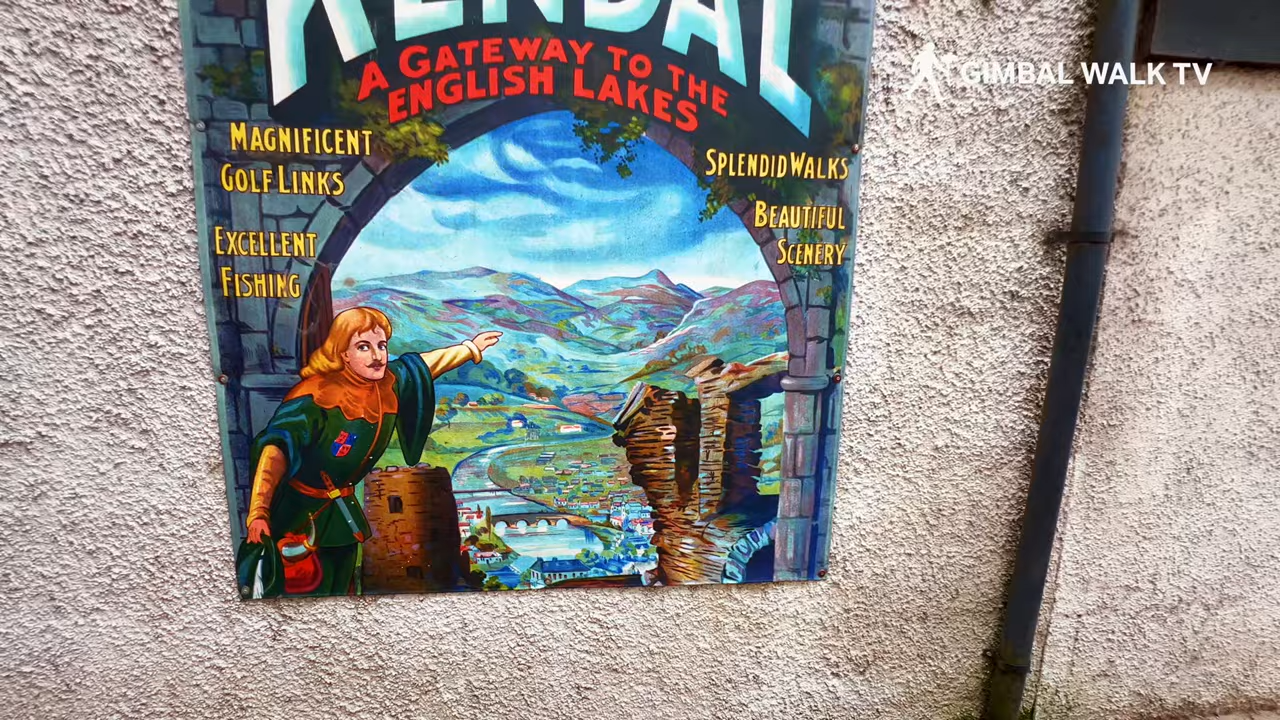 KENDAL
A GATEWAY TO THE
ENGLISH LAKES
MAGNIFICENT
GOLF LINKS
EXCELLENT
FISHING
SPLENDID WALKS
BEAUTIFUL
SCENERY
GIMBAL WALK TV